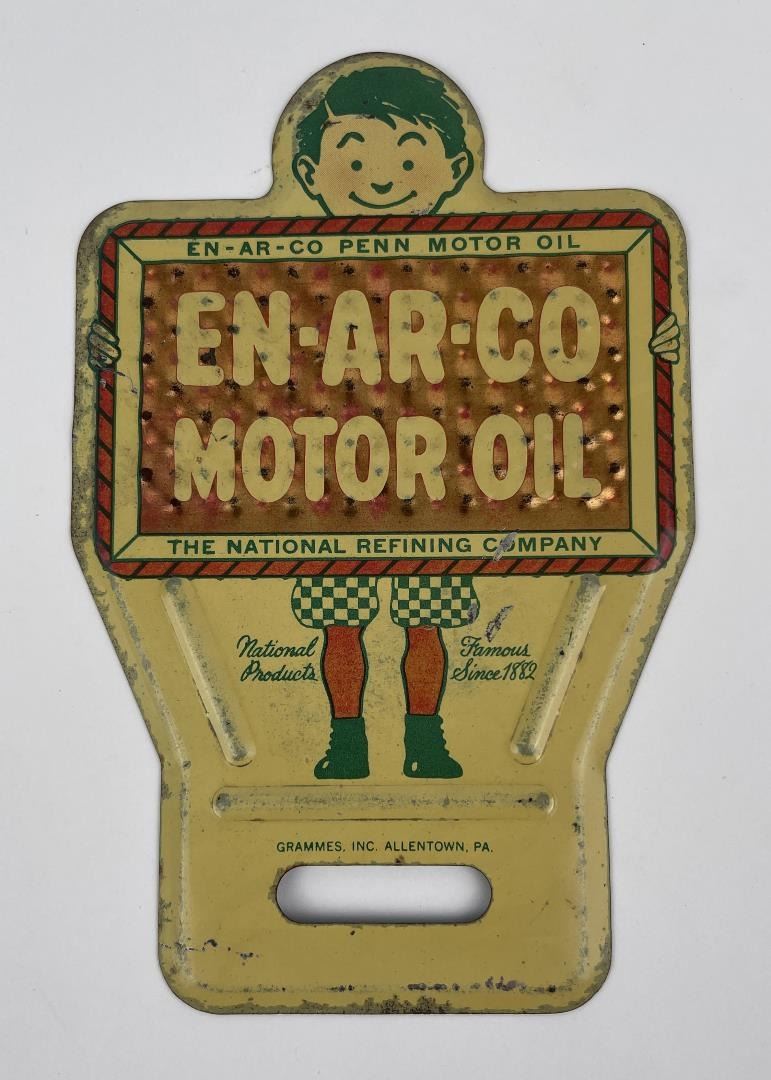 EN-AR-CO PENN MOTOR OIL
EN-AR-CO
MOTOR OIL
THE NATIONAL REFINING COMPANY
National Products
Famous Since 1882
GRAMMES, INC. ALLENTOWN, PA.